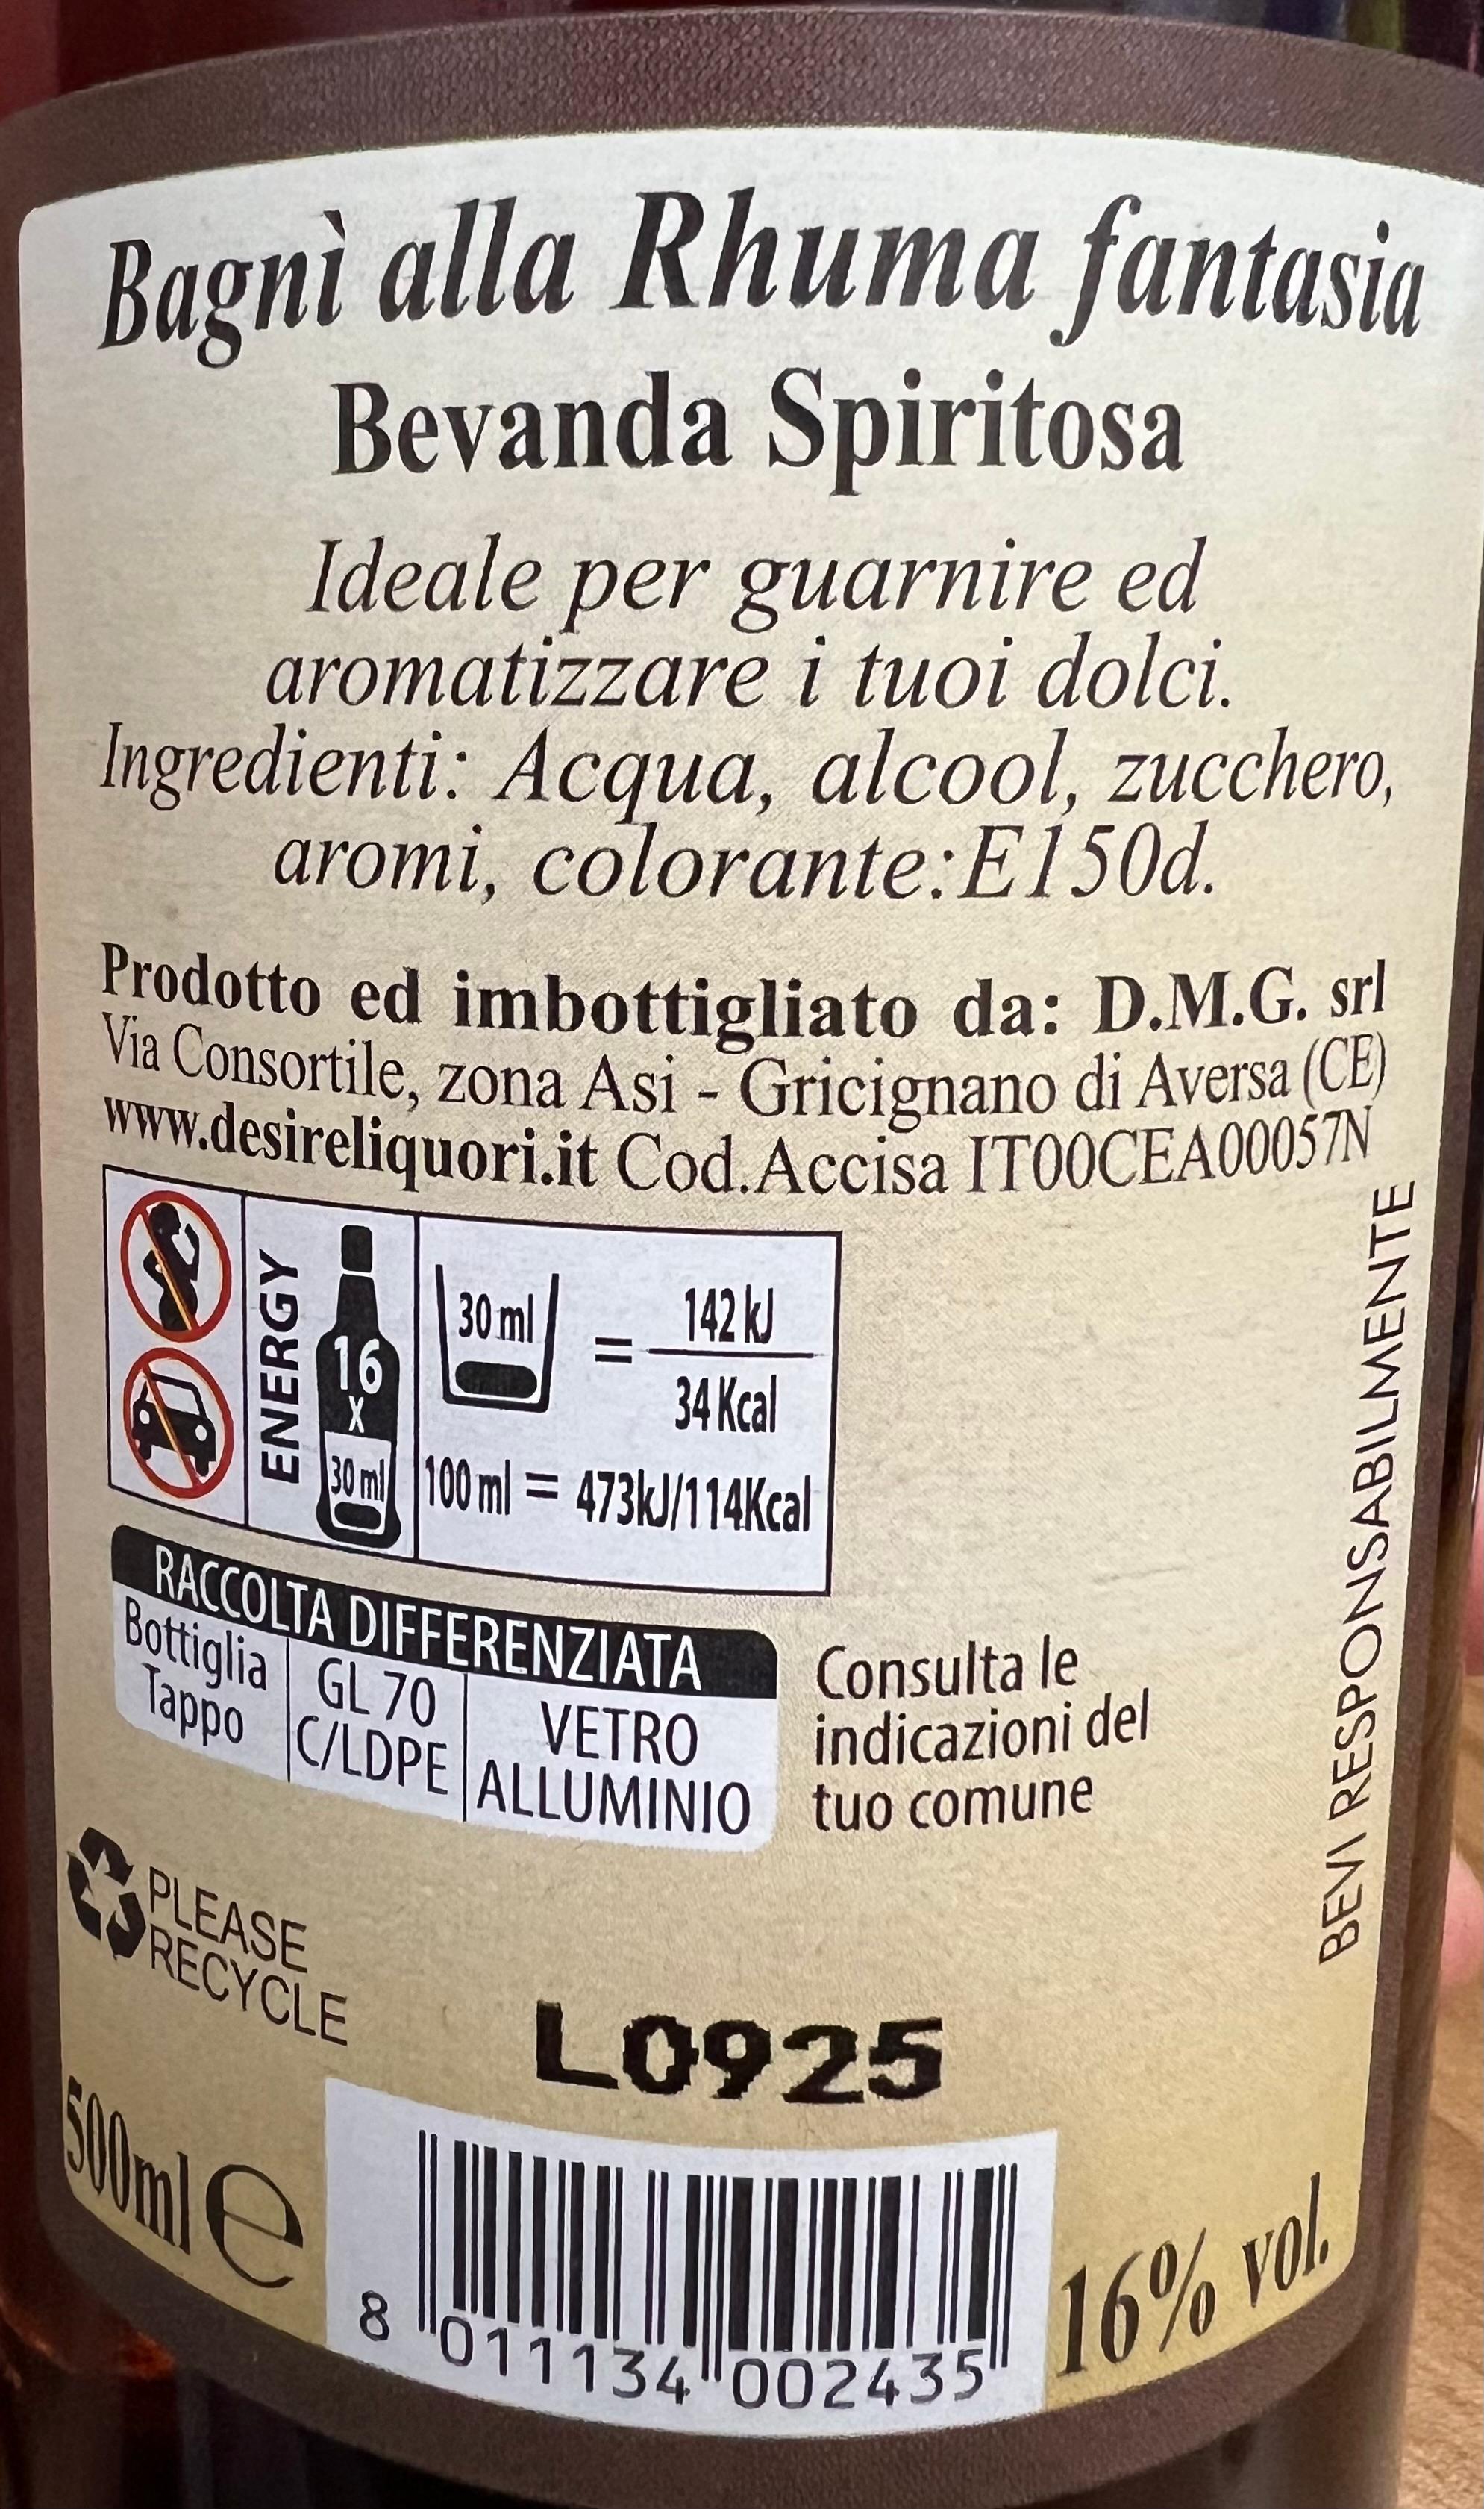 Bagnì alla Rhuma fantasia
Bevanda Spiritosa
Ideale per guarnire ed
aromatizzare i tuoi dolci.
Ingredienti: Acqua, alcool, zucchero,
aromi, colorante:E150d.
Prodotto ed imbottigliato da: D.M.G. srl
Via Consortile, zona Asi - Gricignano di Aversa (CE)
www.desireliquori.it Cod.Accisa IT00CEA00057N
ENERGY
16
x
30 ml
30 ml
=
142 kJ
34 Kcal
100 ml = 473kJ/114Kcal
BEVI RESPONSABILMENTE
RACCOLTA DIFFERENZIATA
Bottiglia GL 70 VETRO
Tappo C/LDPE ALLUMINIO
Consulta le
indicazioni del
tuo comune
PLEASE
RECYCLE
L0925
500ml e
8 011134 002435
16% vol.